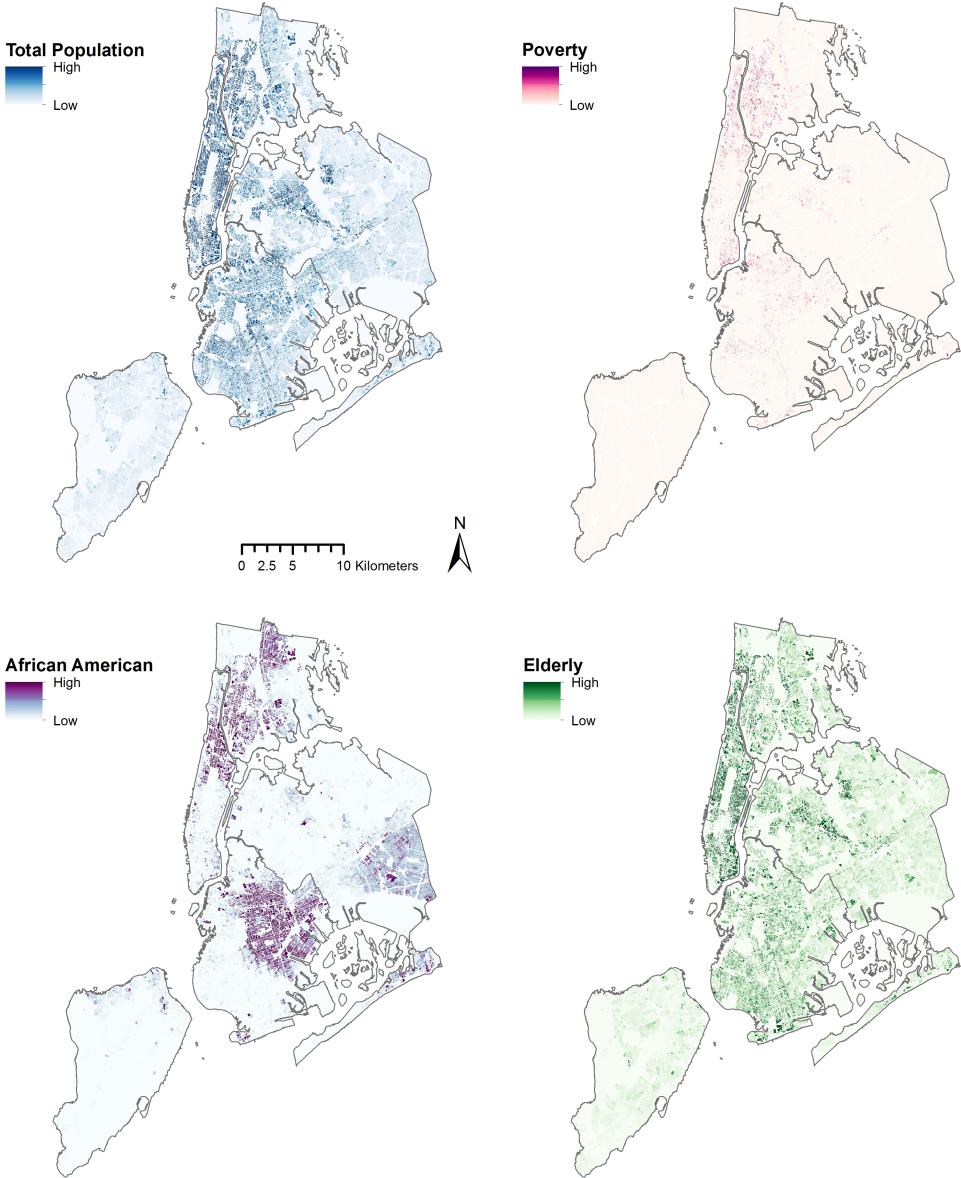 Total Population
High
Low
Poverty
High
Low
N
0 2.5 5 10 Kilometers
African American
High
Low
Elderly
High
Low